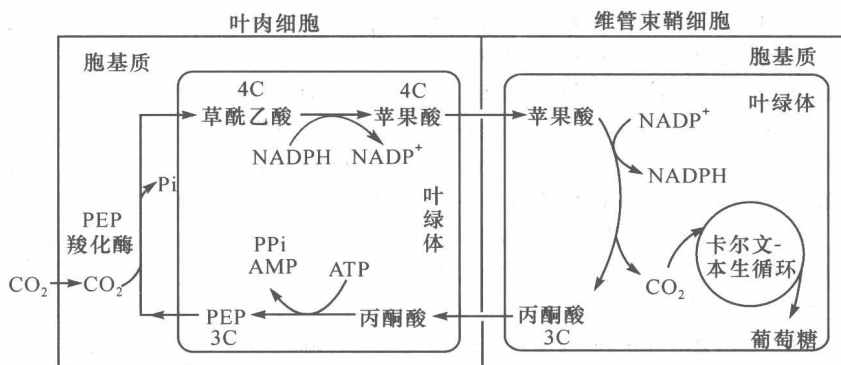 叶肉细胞
维管束鞘细胞
胞基质
胞基质
4C
4C
叶绿体
草酰乙酸
苹果酸
苹果酸
NADP⁺
NADPH
NADP⁺
NADPH
Pi
叶绿体
PEP
羧化酶
PPi
AMP
ATP
卡尔文-
本生循环
CO₂
CO₂
CO₂
PEP
丙酮酸
丙酮酸
3C
3C
葡萄糖